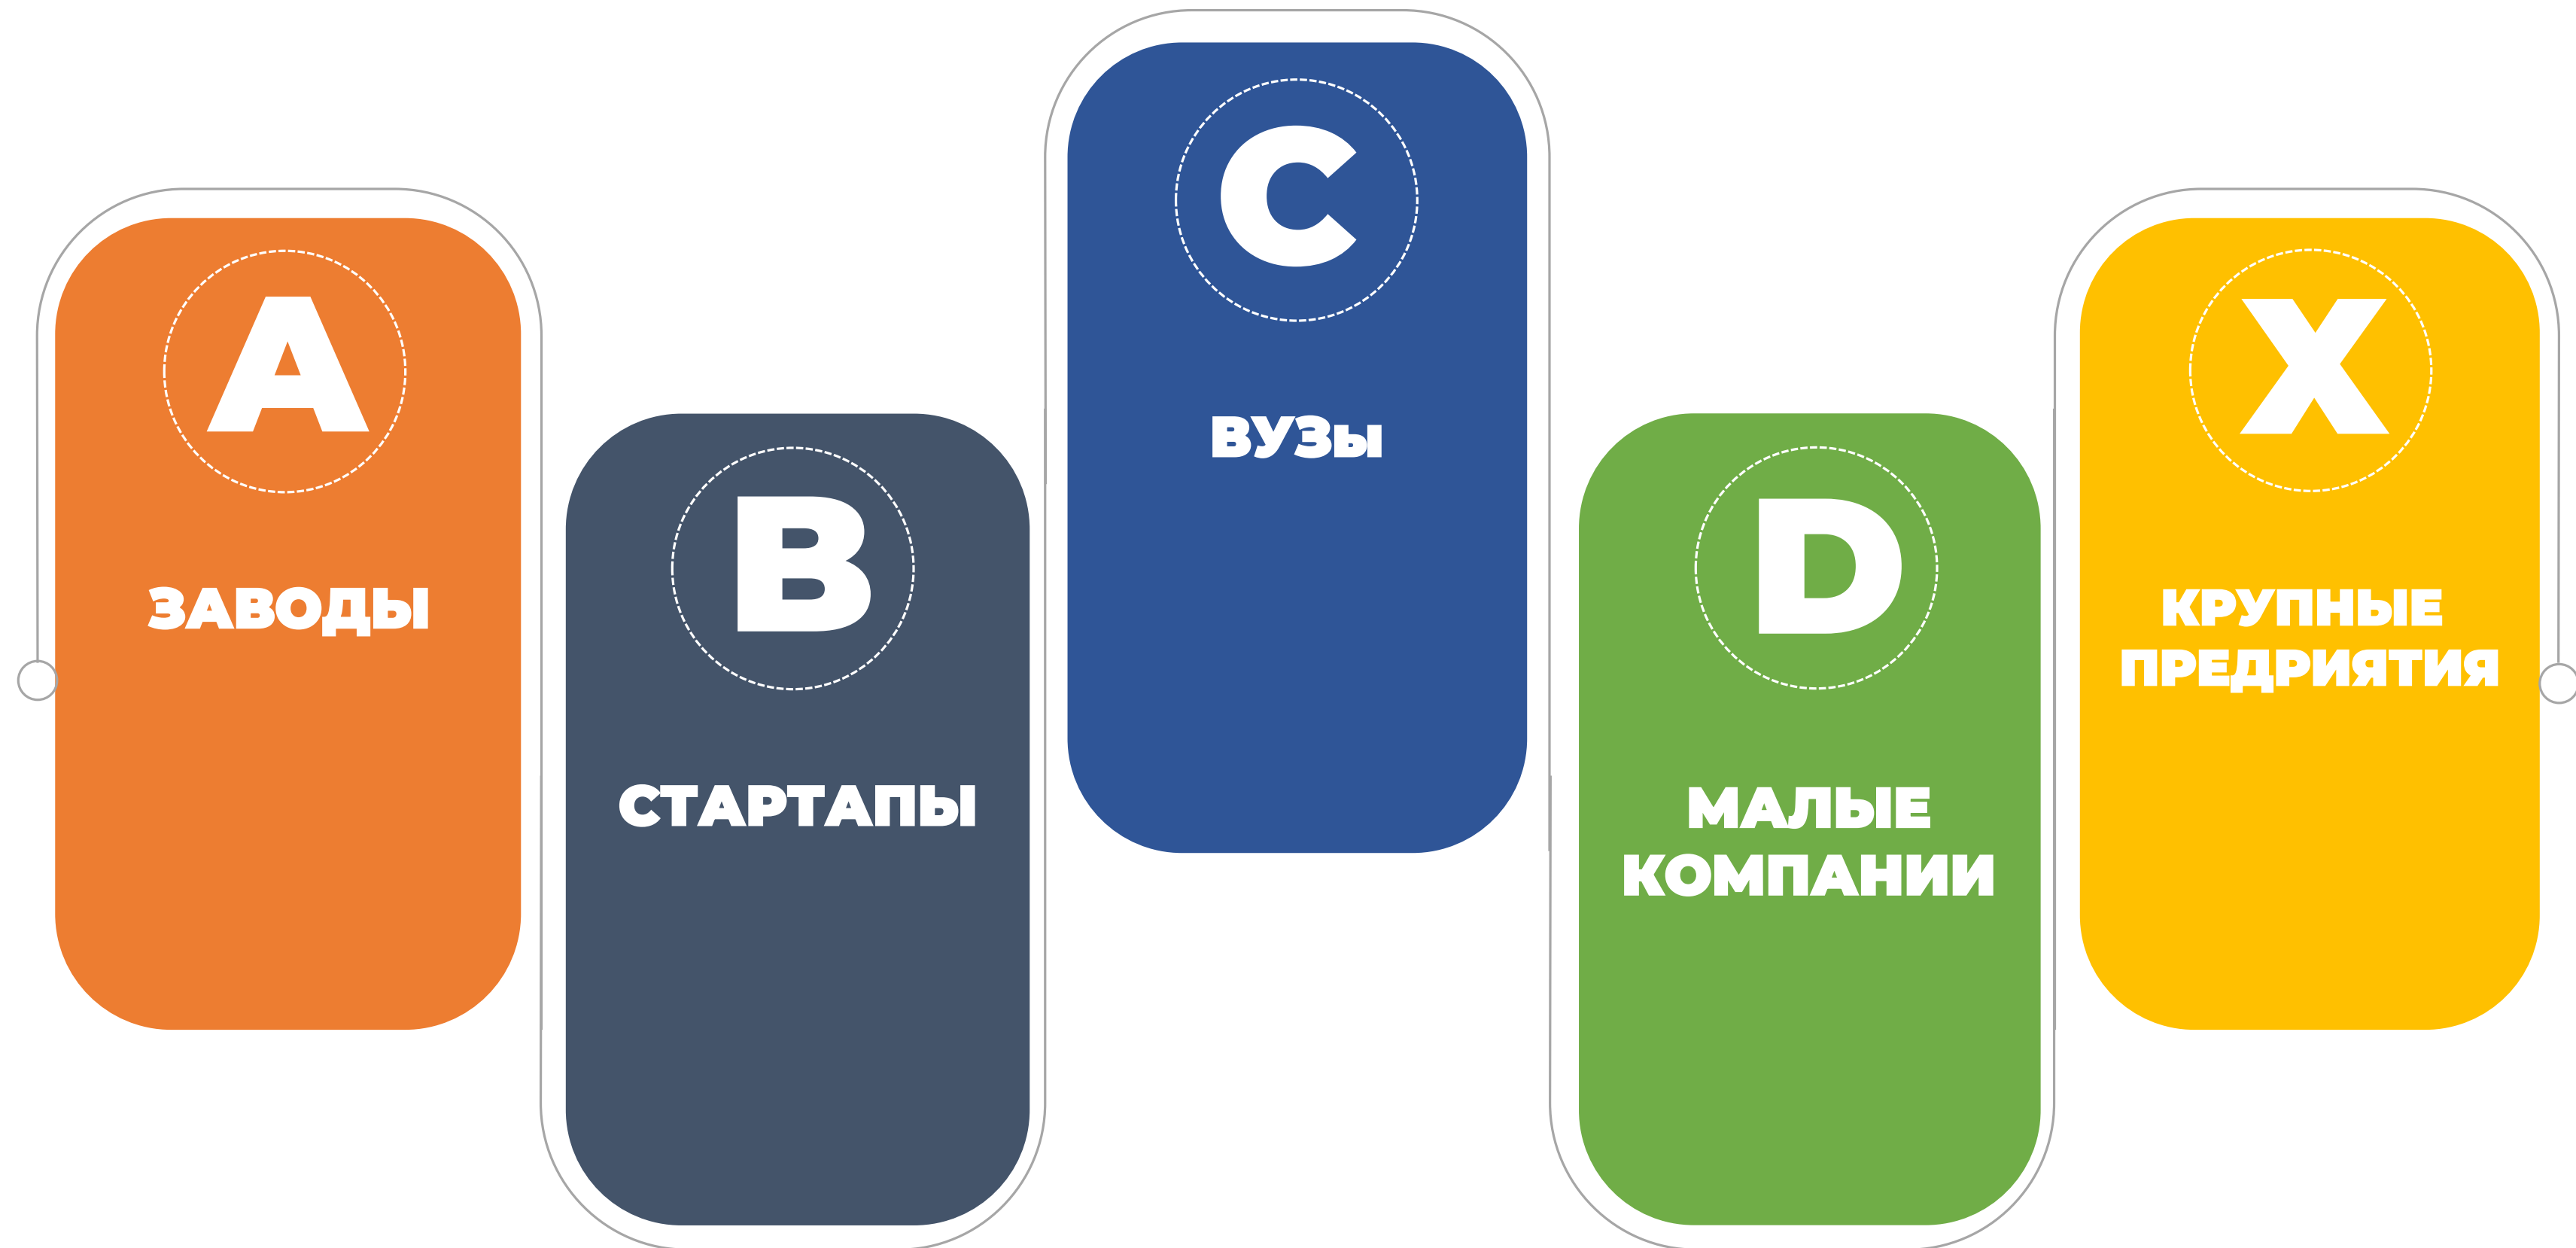 A
ЗАВОДЫ
B
СТАРТАПЫ
C
ВУЗы
D
МАЛЫЕ
КОМПАНИИ
X
КРУПНЫЕ
ПРЕДРИЯТИЯ